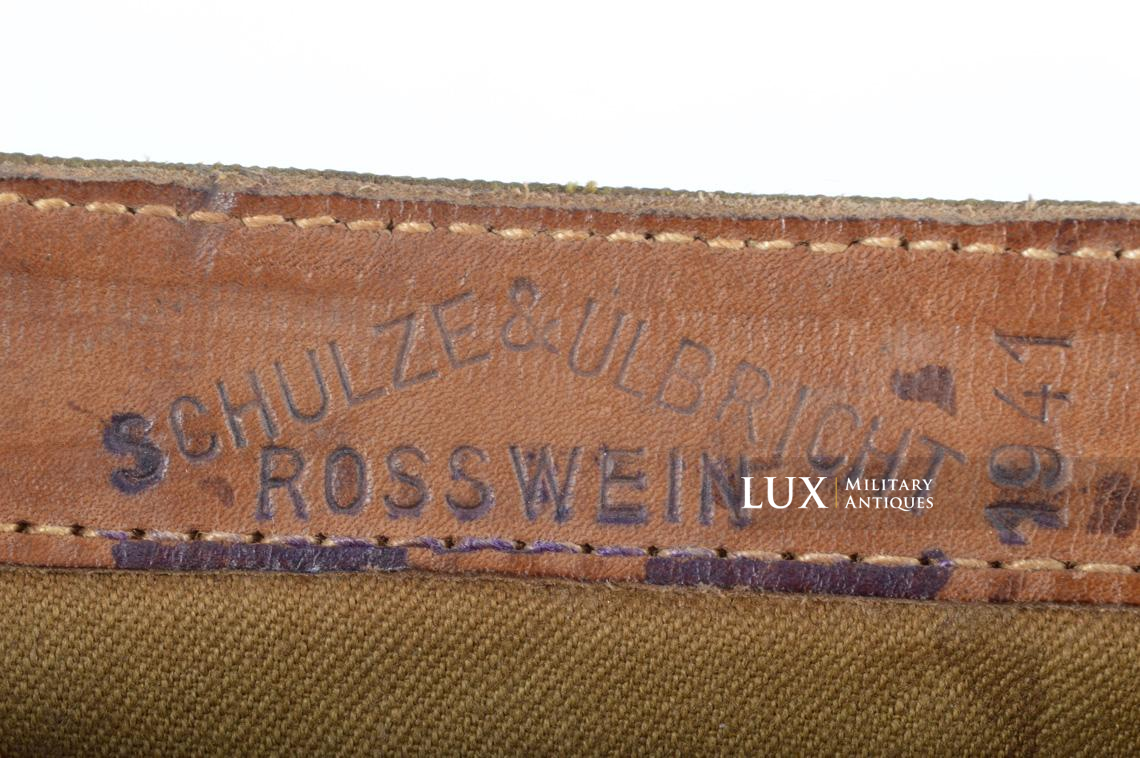 SCHULZE & ULBRICHT
ROSSWEIN
1941
LUX MILITARY ANTIQUES